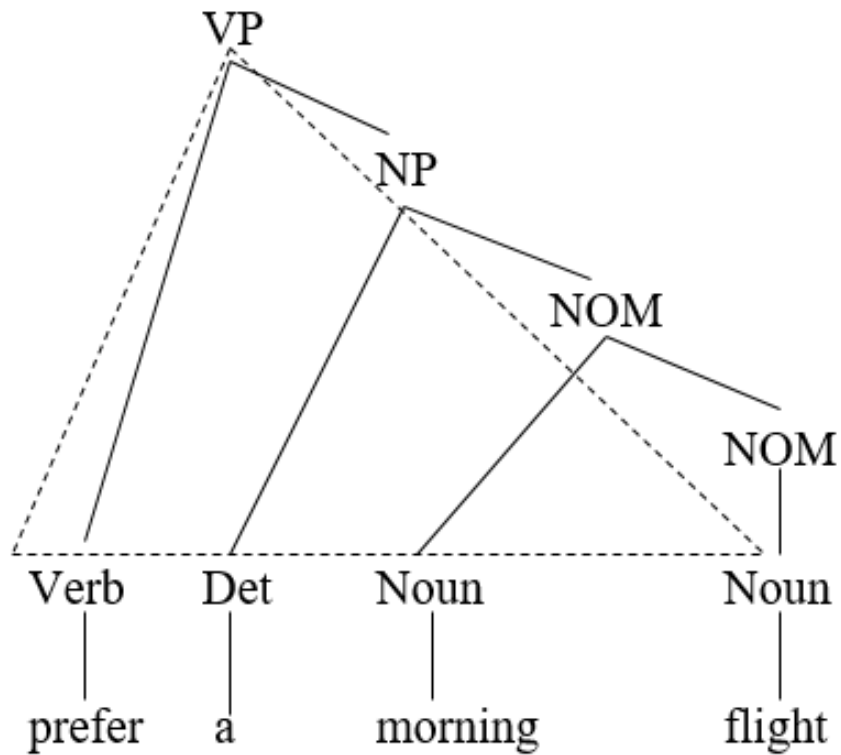 VP
NP
NOM
NOM
Verb Det Noun Noun
prefer a morning flight